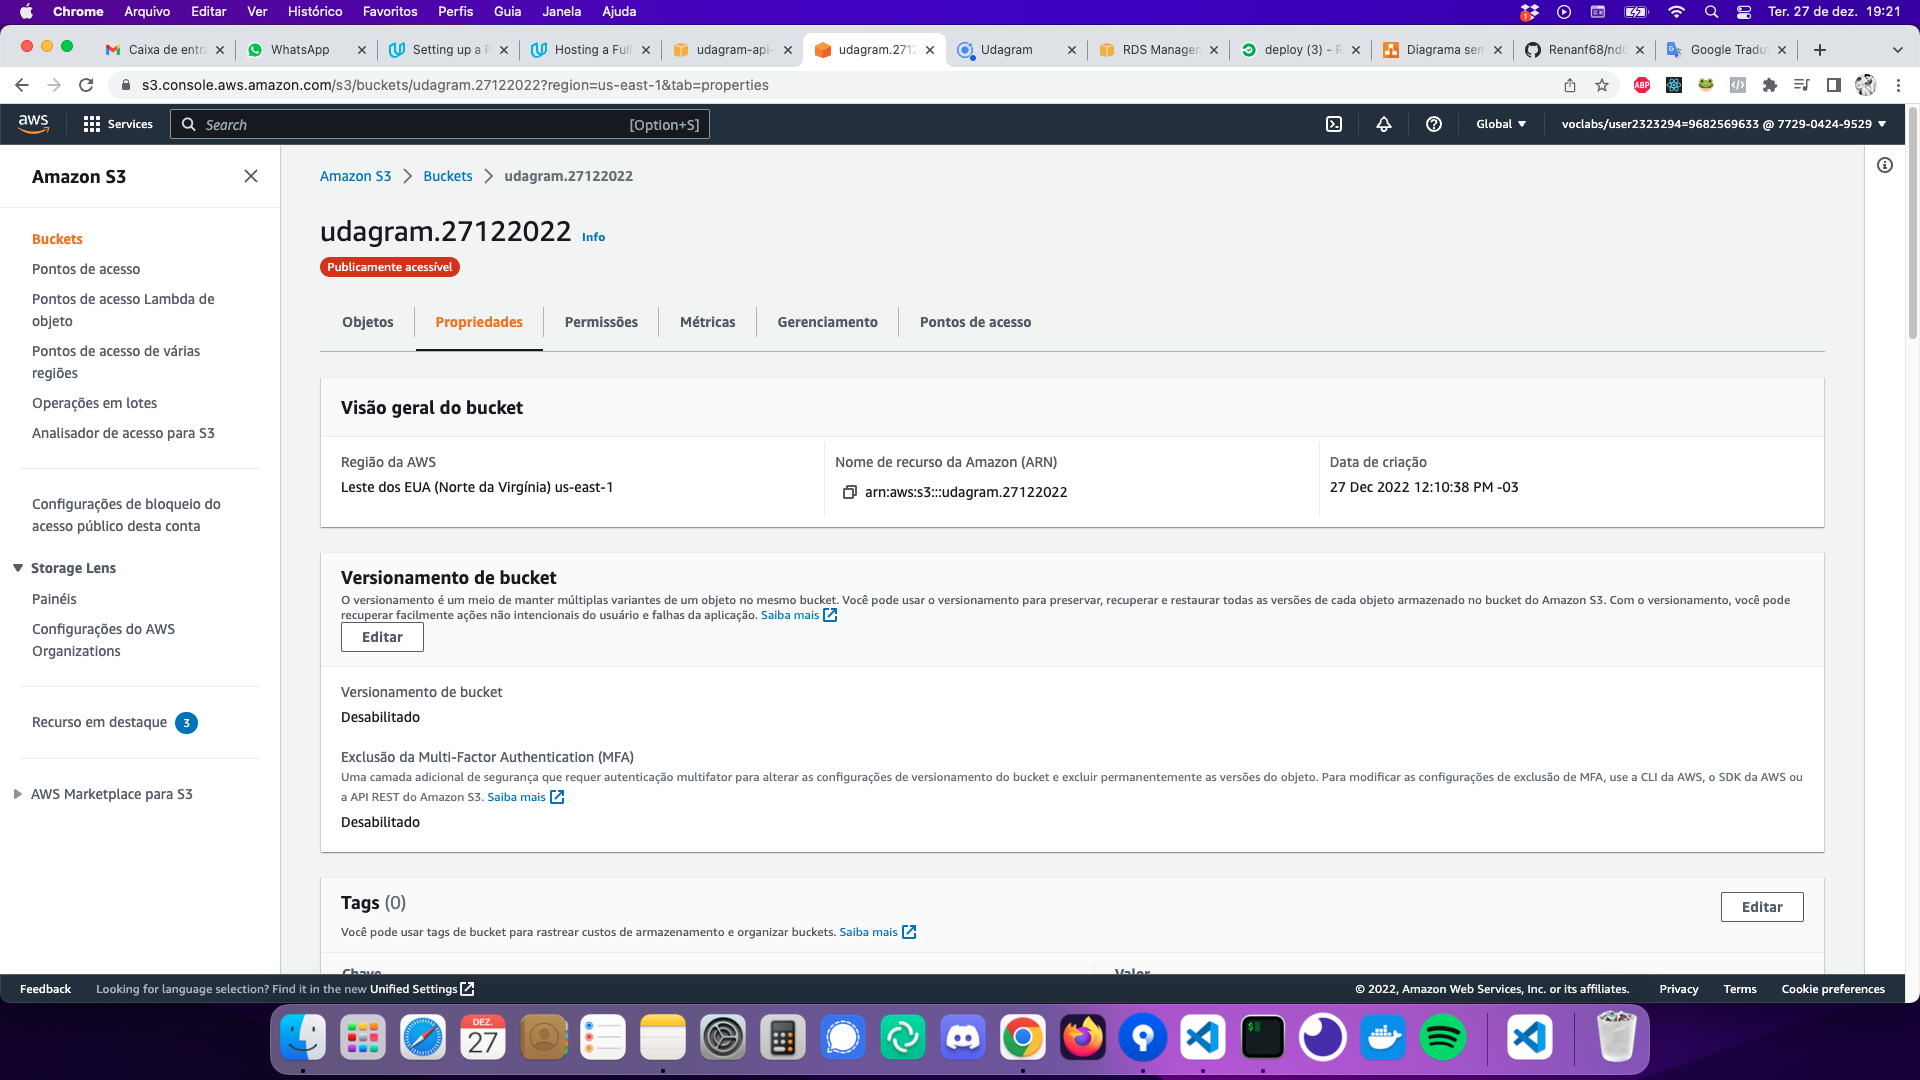 Chrome Arquivo Editar Ver Histórico Favoritos Perfis Guia Janela Ajuda
Ter. 27 de dez. 19:21
Caixa de entr
WhatsApp
Setting up a P
Hosting a Full
udagram-api-
udagram.2712
Udagram
RDS Managem
deploy (3) - R
Diagrama sem
Renanf68/nd0
Google Tradut
s3.console.aws.amazon.com/s3/buckets/udagram.27122022?region=us-east-1&tab=properties
ABP
aws
Services
Search
[Option+S]
Global
voclabs/user2323294=9682569633 @ 7729-0424-9529
Amazon S3
Buckets
Pontos de acesso
Pontos de acesso Lambda de
objeto
Pontos de acesso de várias
regiões
Operações em lotes
Analisador de acesso para S3
Configurações de bloqueio do
acesso público desta conta
Storage Lens
Painéis
Configurações do AWS
Organizations
Recurso em destaque 3
AWS Marketplace para S3
Amazon S3 Buckets udagram.27122022
udagram.27122022 Info
Publicamente acessível
Objetos Propriedades Permissões Métricas Gerenciamento Pontos de acesso
Visão geral do bucket
Região da AWS
Leste dos EUA (Norte da Virgínia) us-east-1
Nome de recurso da Amazon (ARN)
arn:aws:s3:::udagram.27122022
Data de criação
27 Dec 2022 12:10:38 PM -03
Versionamento de bucket
O versionamento é um meio de manter múltiplas variantes de um objeto no mesmo bucket. Você pode usar o versionamento para preservar, recuperar e restaurar todas as versões de cada objeto armazenado no bucket do Amazon S3. Com o versionamento, você pode
recuperar facilmente ações não intencionais do usuário e falhas da aplicação. Saiba mais
Editar
Versionamento de bucket
Desabilitado
Exclusão da Multi-Factor Authentication (MFA)
Uma camada adicional de segurança que requer autenticação multifator para alterar as configurações de versionamento do bucket e excluir permanentemente as versões do objeto. Para modificar as configurações de exclusão de MFA, use a CLI da AWS, o SDK da AWS ou
a API REST do Amazon S3. Saiba mais
Desabilitado
Tags (0)
Editar
Você pode usar tags de bucket para rastrear custos de armazenamento e organizar buckets. Saiba mais
Chave
Valor
Feedback
Looking for language selection? Find it in the new Unified Settings
© 2022, Amazon Web Services, Inc. or its affiliates.
Privacy
Terms
Cookie preferences
DEZ.
27